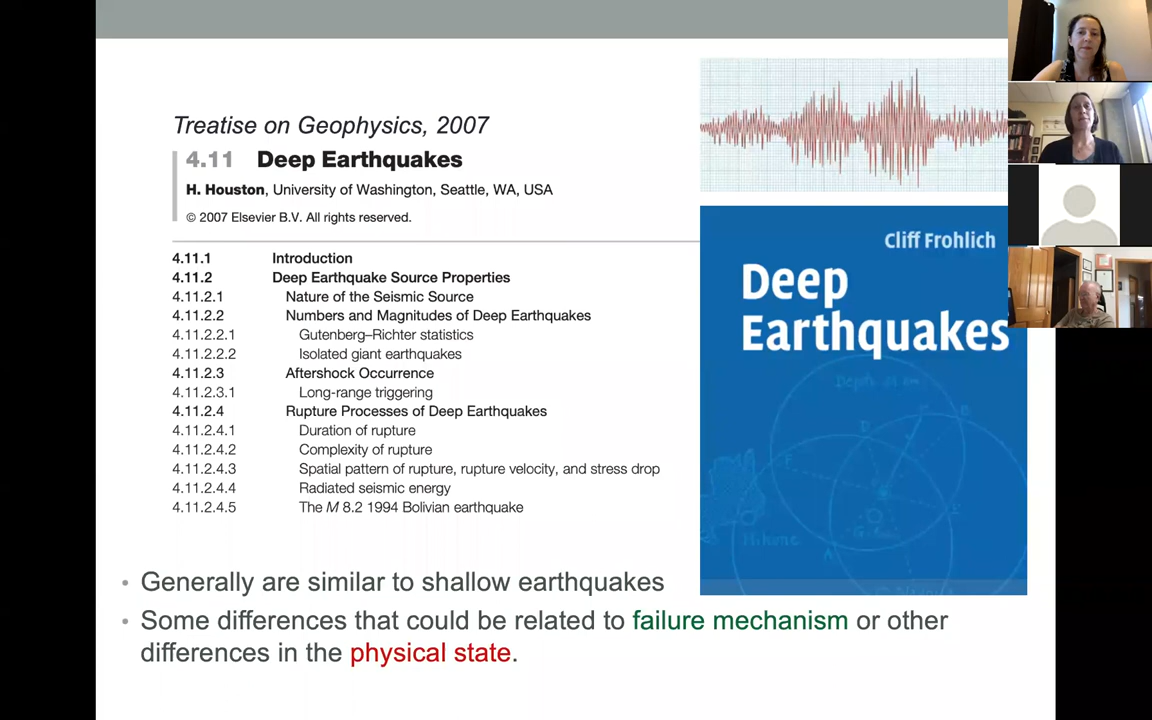 Treatise on Geophysics, 2007
4.11 Deep Earthquakes
H. Houston, University of Washington, Seattle, WA, USA
© 2007 Elsevier B.V. All rights reserved.
4.11.1 Introduction
4.11.2 Deep Earthquake Source Properties
4.11.2.1 Nature of the Seismic Source
4.11.2.2 Numbers and Magnitudes of Deep Earthquakes
4.11.2.2.1 Gutenberg–Richter statistics
4.11.2.2.2 Isolated giant earthquakes
4.11.2.3 Aftershock Occurrence
4.11.2.3.1 Long-range triggering
4.11.2.4 Rupture Processes of Deep Earthquakes
4.11.2.4.1 Duration of rupture
4.11.2.4.2 Complexity of rupture
4.11.2.4.3 Spatial pattern of rupture, rupture velocity, and stress drop
4.11.2.4.4 Radiated seismic energy
4.11.2.4.5 The M 8.2 1994 Bolivian earthquake
Cliff Frohlich
Deep
Earthquakes
• Generally are similar to shallow earthquakes
• Some differences that could be related to failure mechanism or other
differences in the physical state.